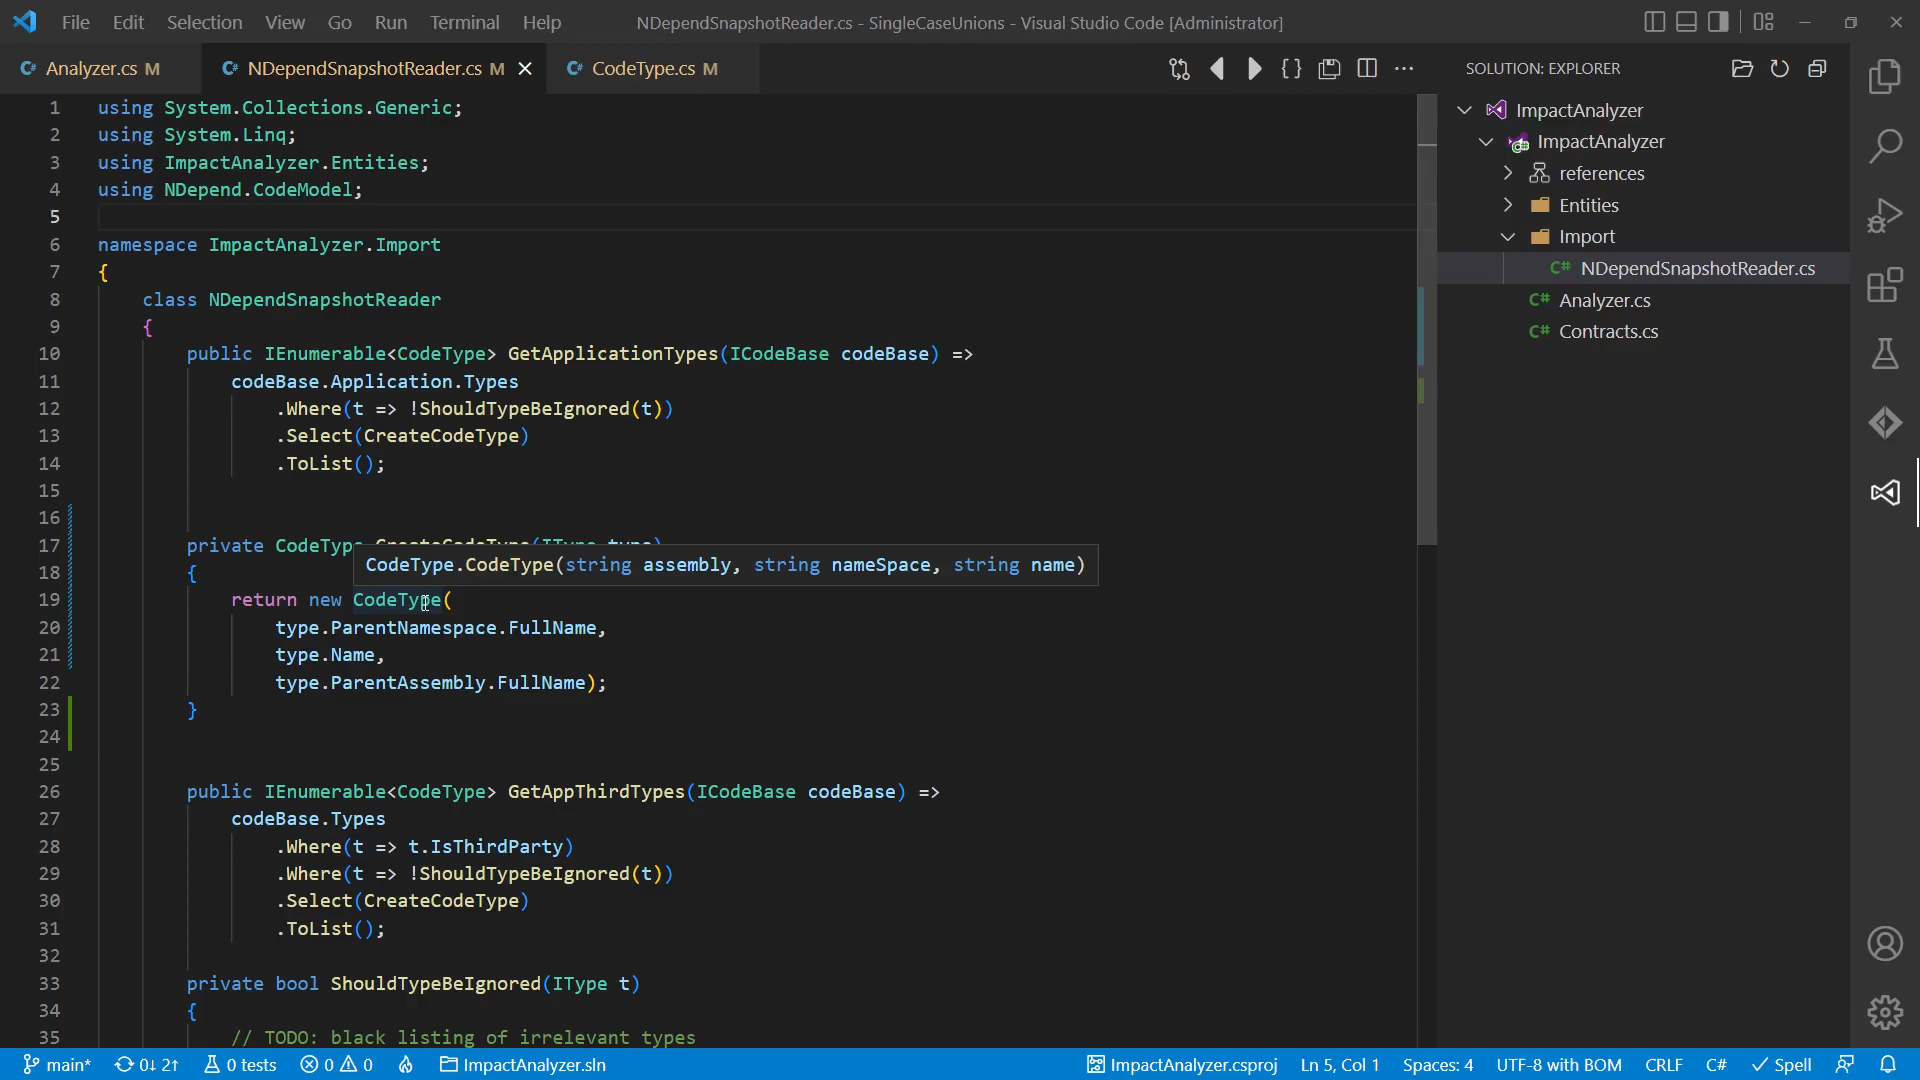 File Edit Selection View Go Run Terminal Help
NDependSnapshotReader.cs - SingleCaseUnions - Visual Studio Code [Administrator]
C# Analyzer.cs M
C# NDependSnapshotReader.cs M
C# CodeType.cs M
1 using System.Collections.Generic;
2 using System.Linq;
3 using ImpactAnalyzer.Entities;
4 using NDepend.CodeModel;
5
6 namespace ImpactAnalyzer.Import
7 {
8 class NDependSnapshotReader
9 {
10 public IEnumerable<CodeType> GetApplicationTypes(ICodeBase codeBase) =>
11 codeBase.Application.Types
12 .Where(t => !ShouldTypeBeIgnored(t))
13 .Select(CreateCodeType)
14 .ToList();
15
16
17 private CodeType CreateCodeType(IType type)
CodeType.CodeType(string assembly, string nameSpace, string name)
18 {
19 return new CodeType(
20 type.ParentNamespace.FullName,
21 type.Name,
22 type.ParentAssembly.FullName);
23 }
24
25
26 public IEnumerable<CodeType> GetAppThirdTypes(ICodeBase codeBase) =>
27 codeBase.Types
28 .Where(t => t.IsThirdParty)
29 .Where(t => !ShouldTypeBeIgnored(t))
30 .Select(CreateCodeType)
31 .ToList();
32
33 private bool ShouldTypeBeIgnored(IType t)
34 {
35 // TODO: black listing of irrelevant types
SOLUTION: EXPLORER
ImpactAnalyzer
ImpactAnalyzer
references
Entities
Import
C# NDependSnapshotReader.cs
C# Analyzer.cs
C# Contracts.cs
main* 0↓ 2↑ 0 tests 0 0 ImpactAnalyzer.sln
ImpactAnalyzer.csproj Ln 5, Col 1 Spaces: 4 UTF-8 with BOM CRLF C# Spell